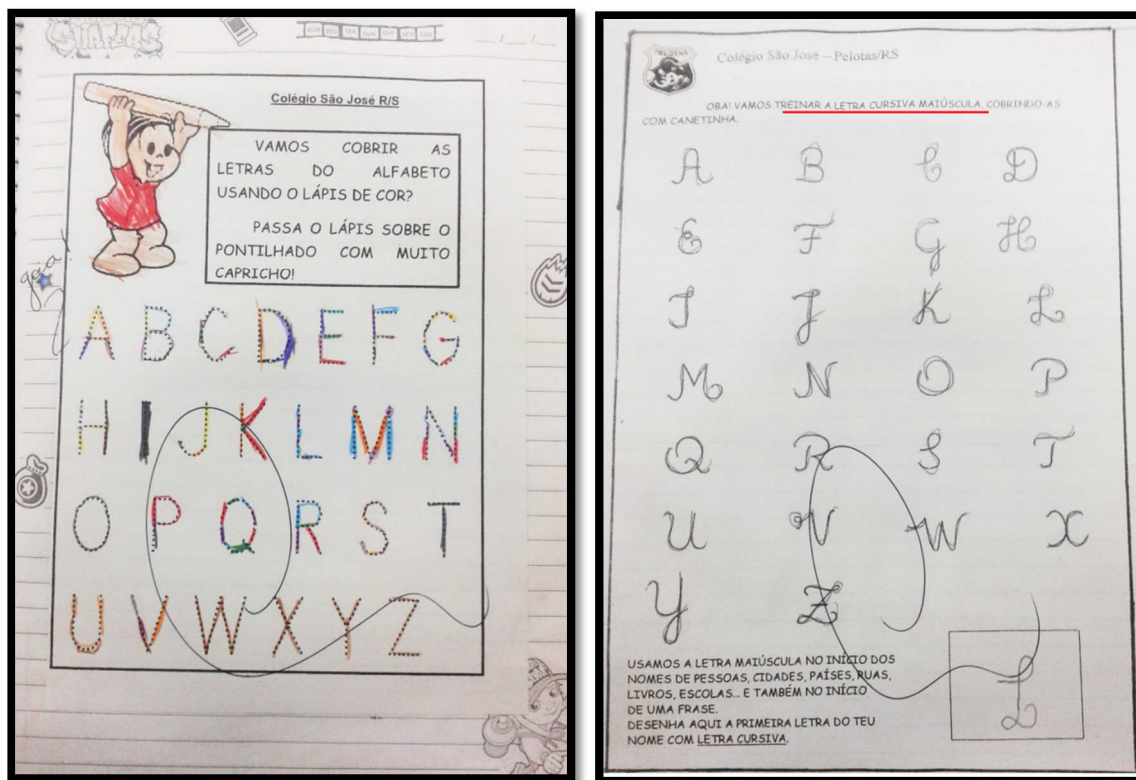 Colégio São José R/S
VAMOS COBRIR AS
LETRAS DO ALFABETO
USANDO O LÁPIS DE COR?
PASSA O LÁPIS SOBRE O
PONTILHADO COM MUITO
CAPRICHO!
A B C D E F G
H I J K L M N
O P Q R S T
U V W X Y Z
Colégio São José – Pelotas/RS
OBA! VAMOS TREINAR A LETRA CURSIVA MAIÚSCULA, COBRINDO-AS
COM CANETINHA.
A B C D
E F G H
I J K L
M N O P
Q R S T
U V W X
Y Z
USAMOS A LETRA MAIÚSCULA NO INÍCIO DOS
NOMES DE PESSOAS, CIDADES, PAÍSES, RUAS,
LIVROS, ESCOLAS... E TAMBÉM NO INÍCIO
DE UMA FRASE.
DESENHA AQUI A PRIMEIRA LETRA DO TEU
NOME COM LETRA CURSIVA.
L